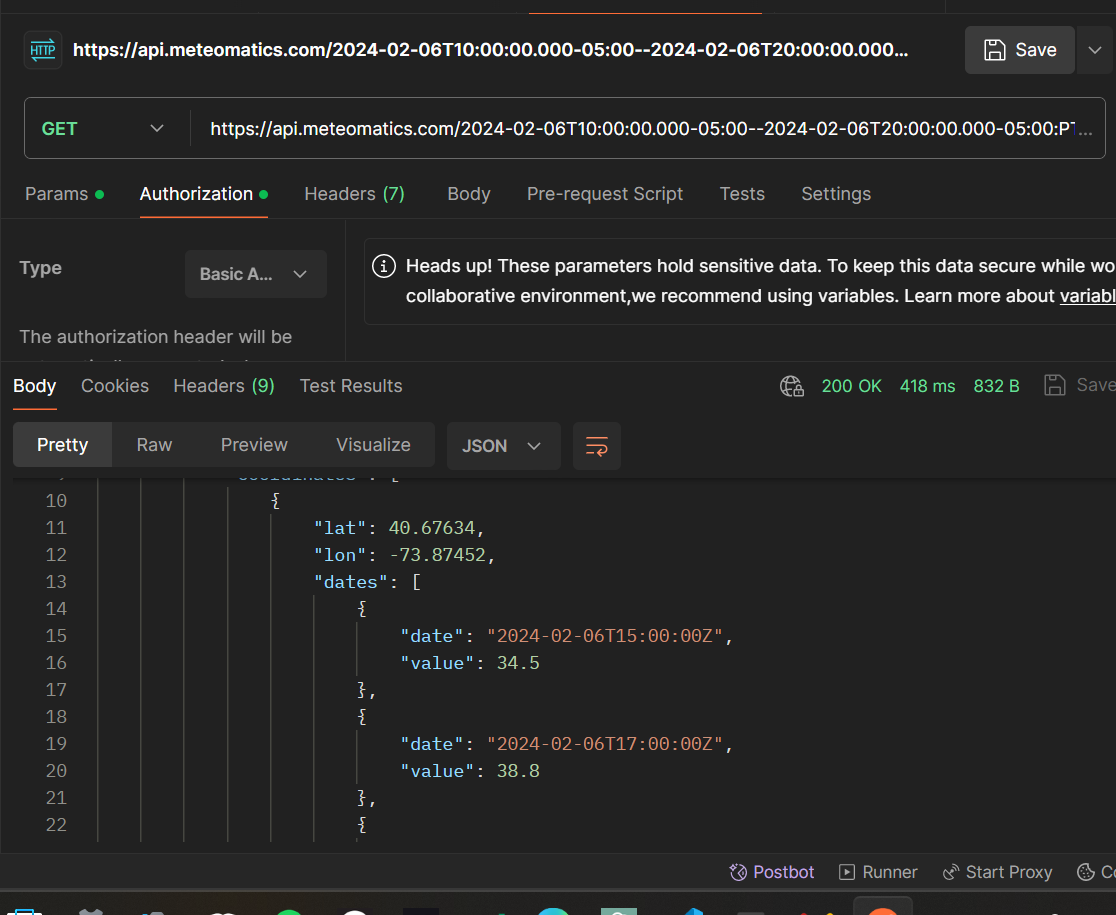 HTTP https://api.meteomatics.com/2024-02-06T10:00:00.000-05:00--2024-02-06T20:00:00.000... Save
GET https://api.meteomatics.com/2024-02-06T10:00:00.000-05:00--2024-02-06T20:00:00.000-05:00:PT...
Params Authorization Headers (7) Body Pre-request Script Tests Settings
Type Basic A...
Heads up! These parameters hold sensitive data. To keep this data secure while wo
collaborative environment,we recommend using variables. Learn more about variabl
The authorization header will be
Body Cookies Headers (9) Test Results 200 OK 418 ms 832 B Save
Pretty Raw Preview Visualize JSON
10 {
11 "lat": 40.67634,
12 "lon": -73.87452,
13 "dates": [
14 {
15 "date": "2024-02-06T15:00:00Z",
16 "value": 34.5
17 },
18 {
19 "date": "2024-02-06T17:00:00Z",
20 "value": 38.8
21 },
22 {
Postbot Runner Start Proxy